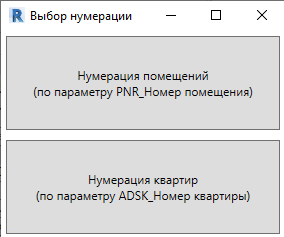 Выбор нумерации
Нумерация помещений
(по параметру PNR_Номер помещения)
Нумерация квартир
(по параметру ADSK_Номер квартиры)